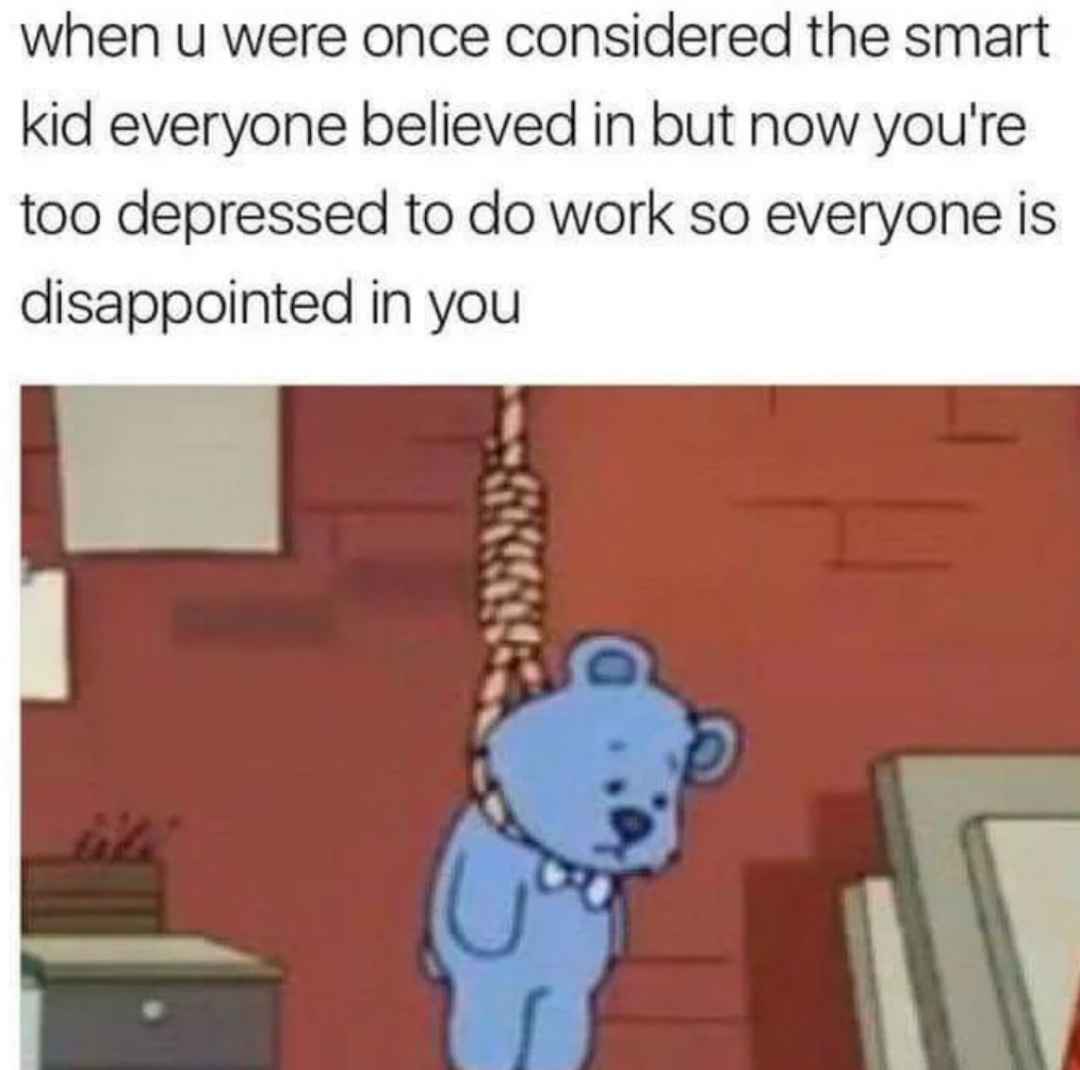 when u were once considered the smart
kid everyone believed in but now you're
too depressed to do work so everyone is
disappointed in you